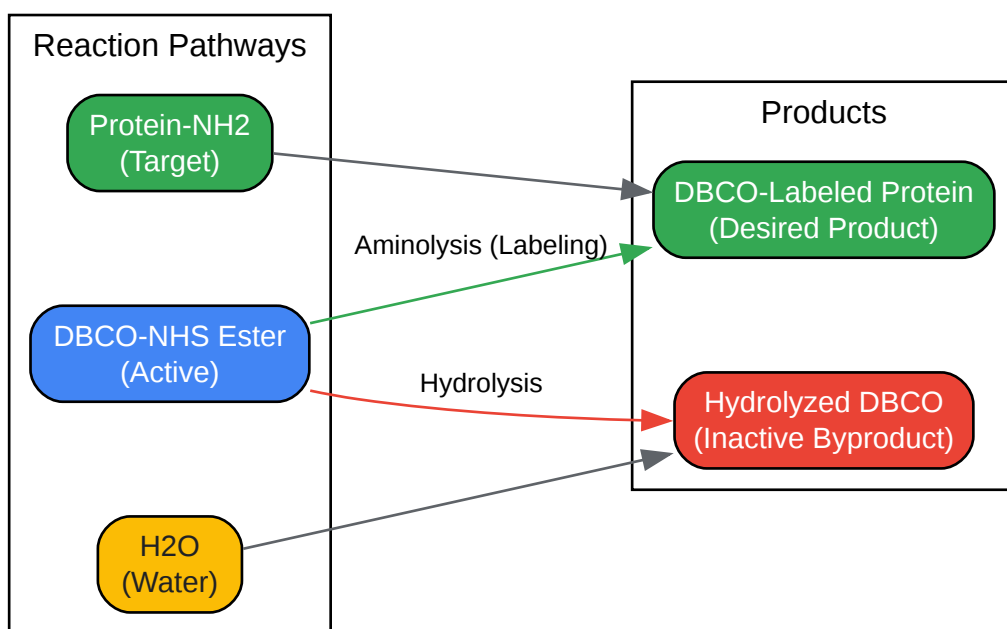 Reaction Pathways
Protein-NH2
(Target)
DBCO-NHS Ester
(Active)
H2O
(Water)
Aminolysis (Labeling)
Hydrolysis
Products
DBCO-Labeled Protein
(Desired Product)
Hydrolyzed DBCO
(Inactive Byproduct)